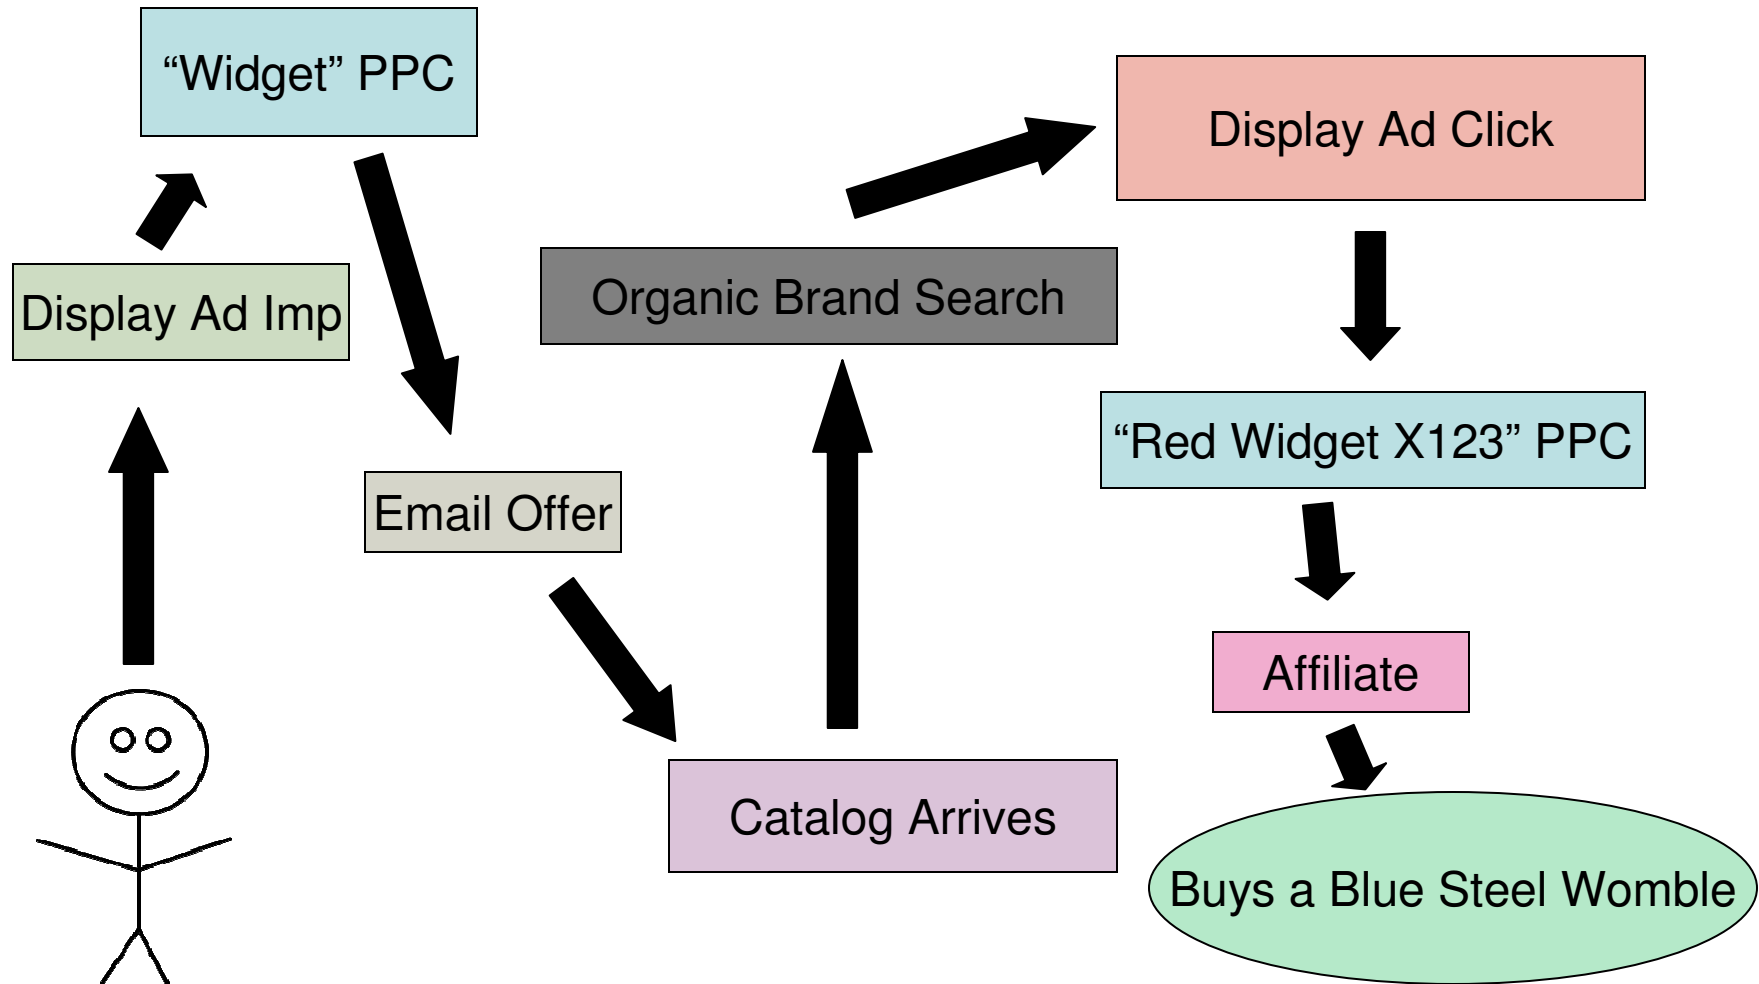 “Widget” PPC
Display Ad Imp
Email Offer
Catalog Arrives
Organic Brand Search
Display Ad Click
“Red Widget X123” PPC
Affiliate
Buys a Blue Steel Womble